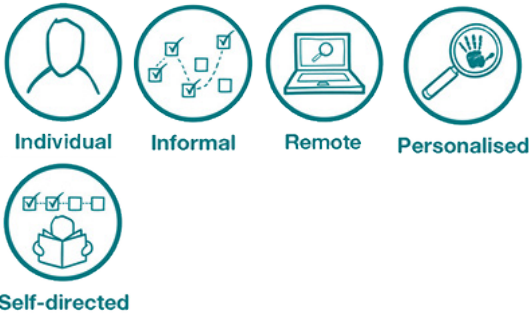 Individual
Informal
Remote
Personalised
Self-directed